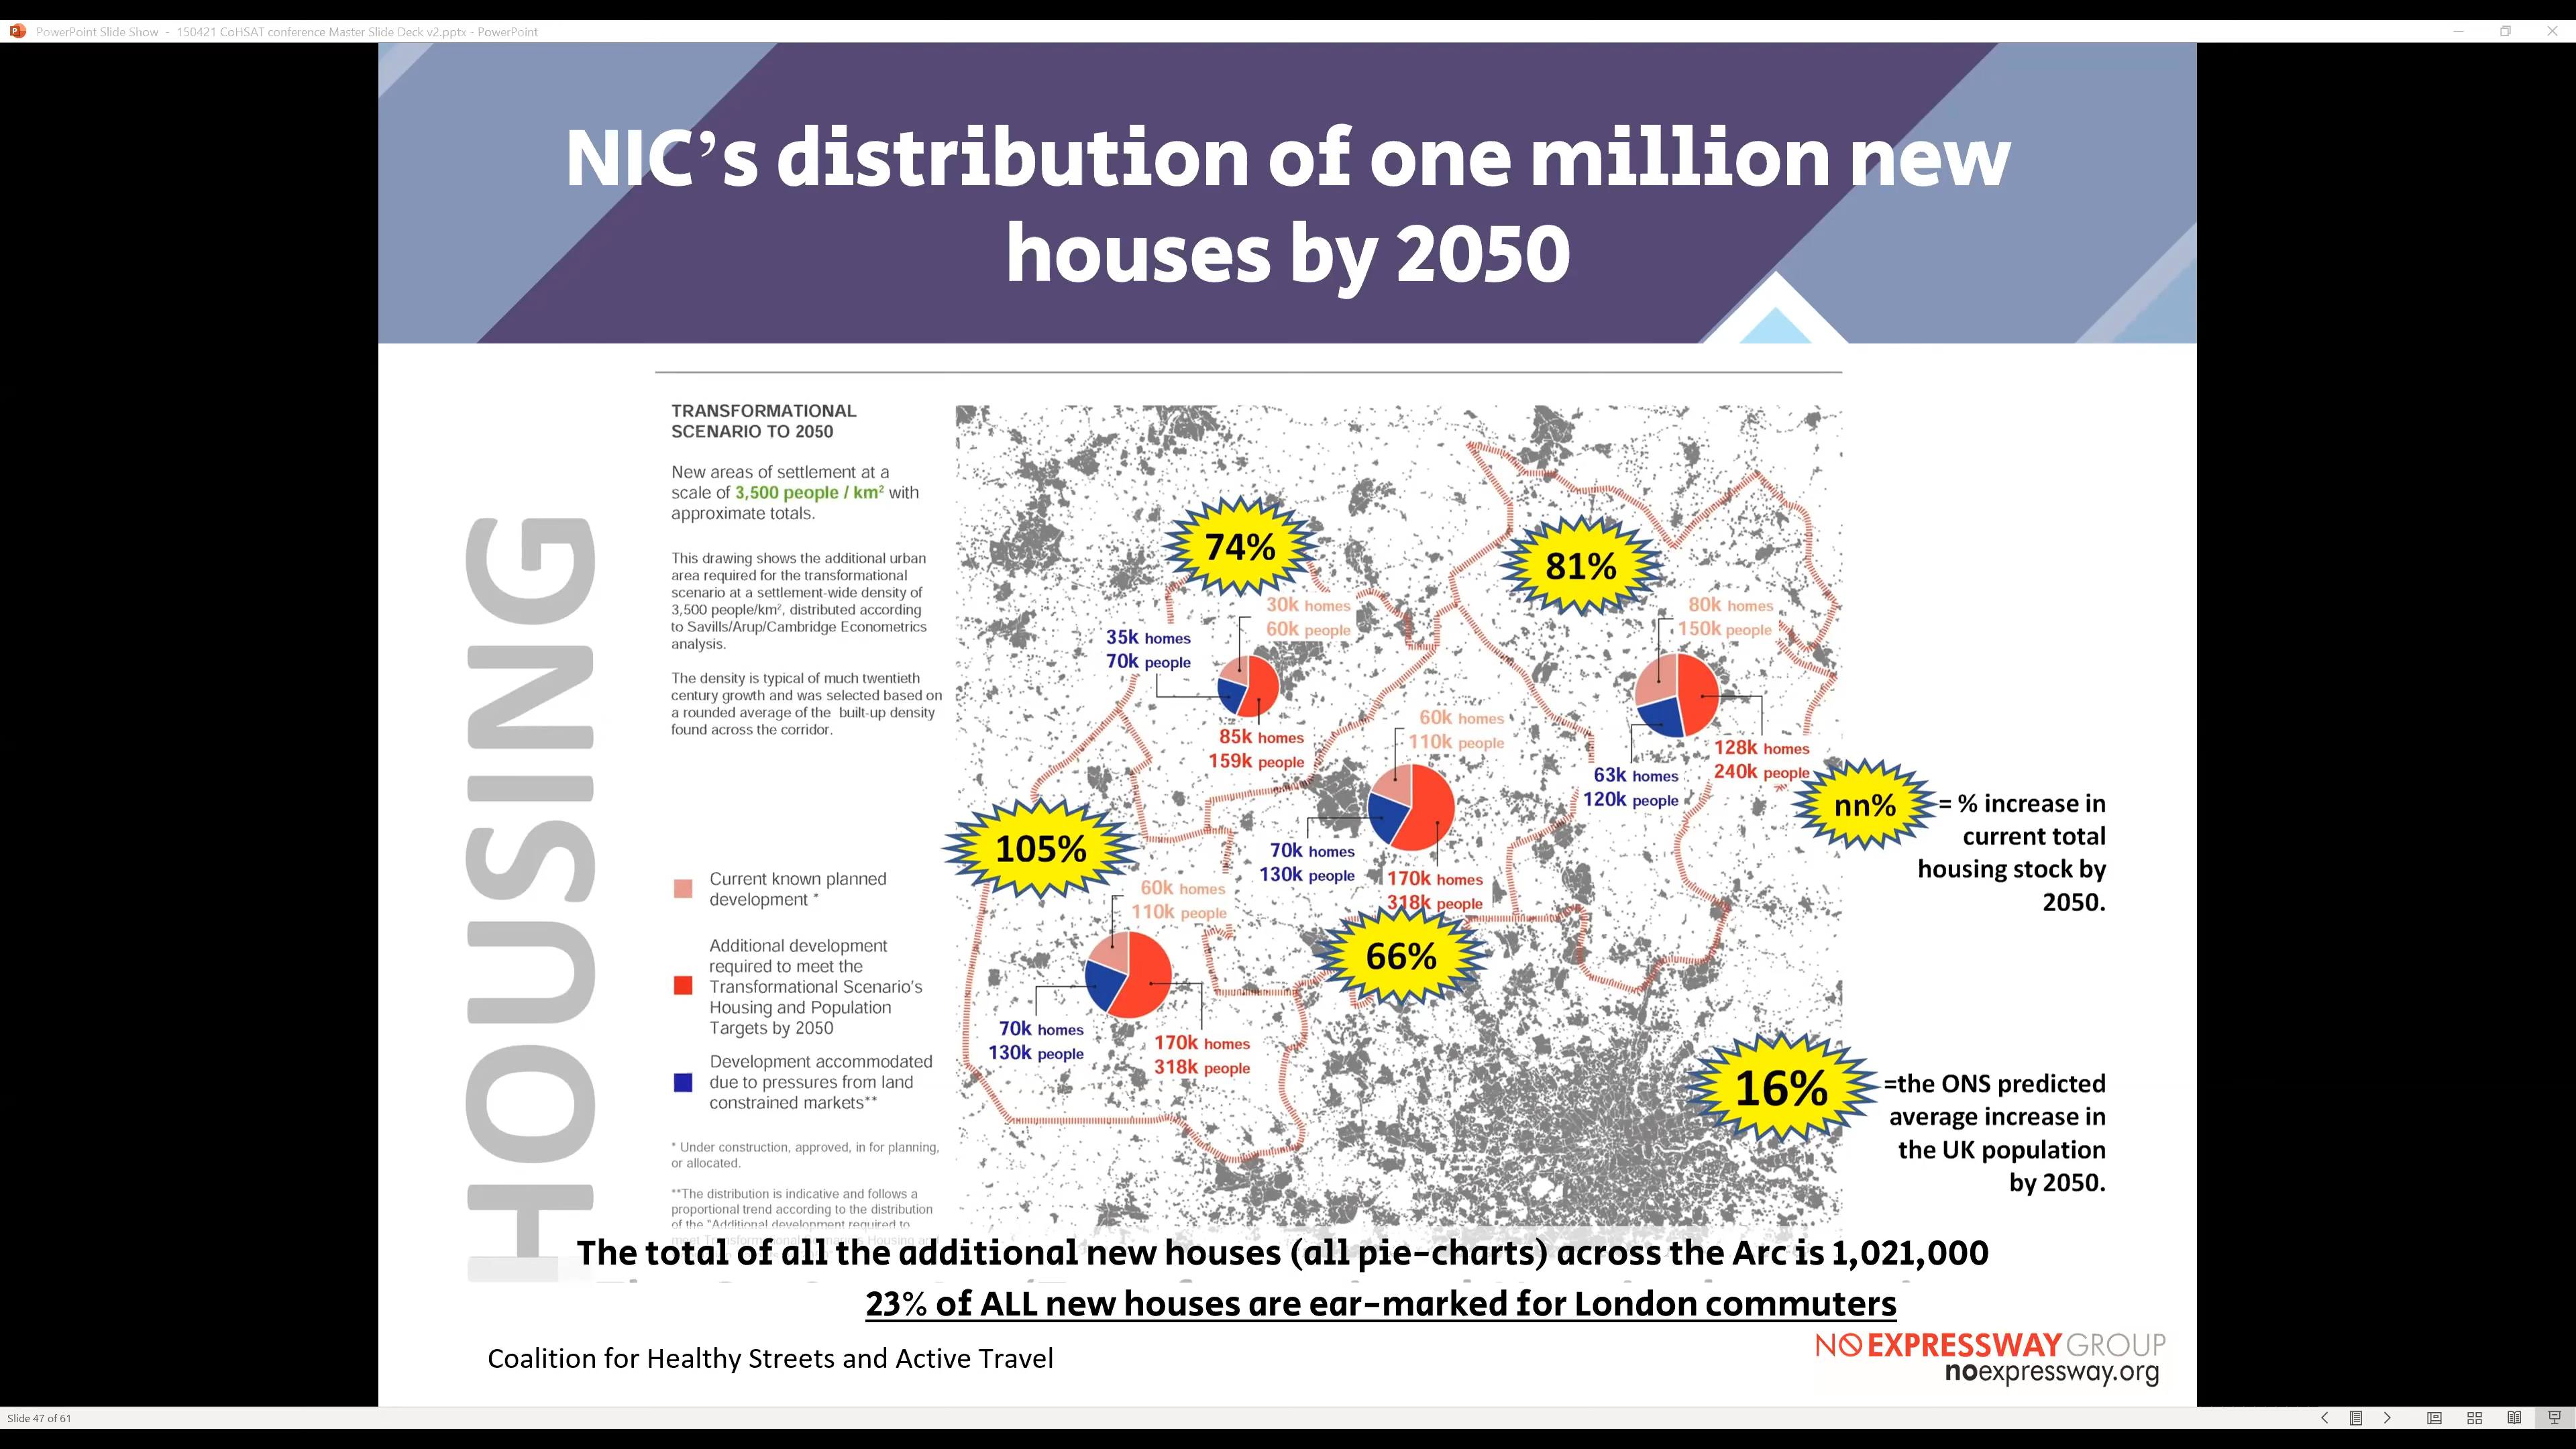 PowerPoint Slide Show - 150421 CoHSAT conference Master Slide Deck v2.pptx - PowerPoint
NIC's distribution of one million new
houses by 2050
HOUSING
TRANSFORMATIONAL
SCENARIO TO 2050
New areas of settlement at a
scale of 3,500 people / km² with
approximate totals.
This drawing shows the additional urban
area required for the transformational
scenario at a settlement-wide density of
3,500 people/km², distributed according
to Savills/Arup/Cambridge Econometrics
analysis.
The density is typical of much twentieth
century growth and was selected based on
a rounded average of the built-up density
found across the corridor.
Current known planned
development *
Additional development
required to meet the
Transformational Scenario's
Housing and Population
Targets by 2050
Development accommodated
due to pressures from land
constrained markets**
* Under construction, approved, in for planning,
or allocated.
**The distribution is indicative and follows a
proportional trend according to the distribution
of the "Additional development required to
74%
30k homes
60k people
35k homes
70k people
85k homes
159k people
81%
80k homes
150k people
128k homes
240k people
63k homes
120k people
60k homes
110k people
70k homes
130k people
170k homes
318k people
66%
105%
60k homes
110k people
70k homes
130k people
170k homes
318k people
nn%
= % increase in
current total
housing stock by
2050.
16%
=the ONS predicted
average increase in
the UK population
by 2050.
The total of all the additional new houses (all pie-charts) across the Arc is 1,021,000
23% of ALL new houses are ear-marked for London commuters
Coalition for Healthy Streets and Active Travel
NO EXPRESSWAY GROUP
noexpressway.org
Slide 47 of 61